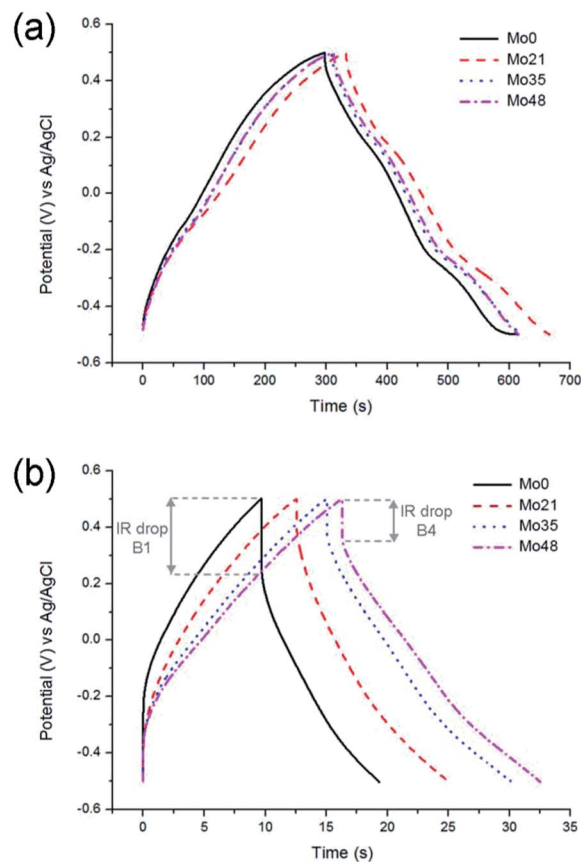 (a)
0.6
0.4
0.2
0.0
-0.2
-0.4
-0.6
Potential (V) vs Ag/AgCl
Mo0
Mo21
Mo35
Mo48
0 100 200 300 400 500 600 700
Time (s)
(b)
0.6
0.4
0.2
0.0
-0.2
-0.4
-0.6
Potential (V) vs Ag/AgCl
IR drop
B1
IR drop
B4
Mo0
Mo21
Mo35
Mo48
0 5 10 15 20 25 30 35
Time (s)